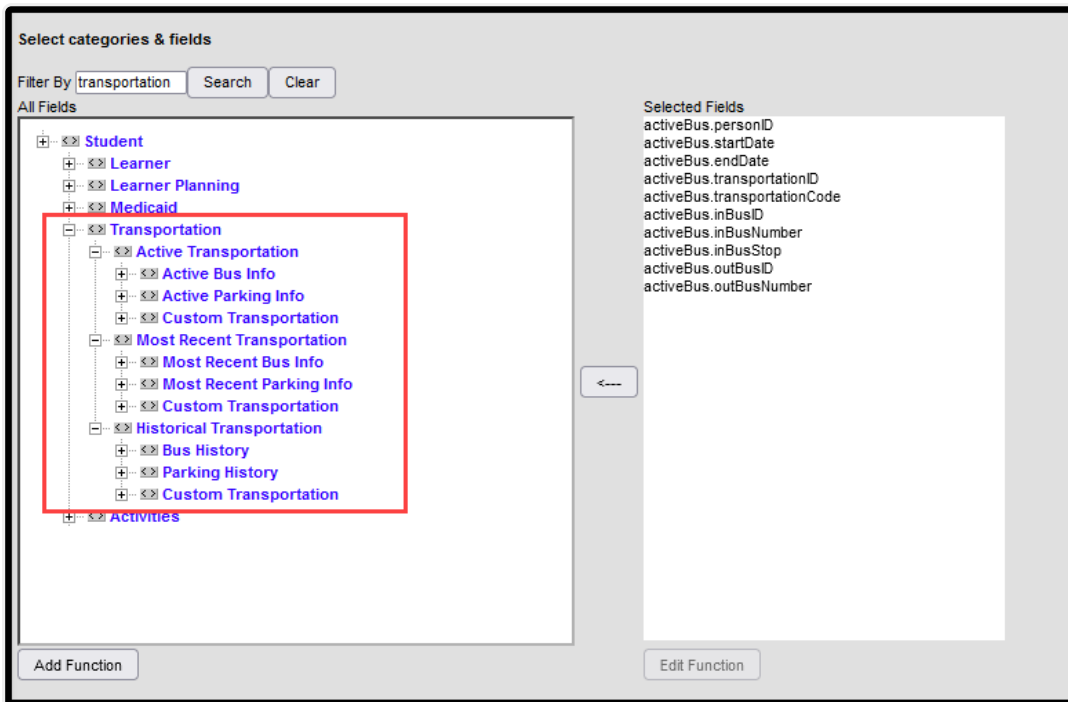 Select categories & fields
Filter By transportation Search Clear
All Fields
Student
Learner
Learner Planning
Medicaid
Transportation
Active Transportation
Active Bus Info
Active Parking Info
Custom Transportation
Most Recent Transportation
Most Recent Bus Info
Most Recent Parking Info
Custom Transportation
Historical Transportation
Bus History
Parking History
Custom Transportation
Activities
Add Function
<---
Selected Fields
activeBus.personID
activeBus.startDate
activeBus.endDate
activeBus.transportationID
activeBus.transportationCode
activeBus.inBusID
activeBus.inBusNumber
activeBus.inBusStop
activeBus.outBusID
activeBus.outBusNumber
Edit Function